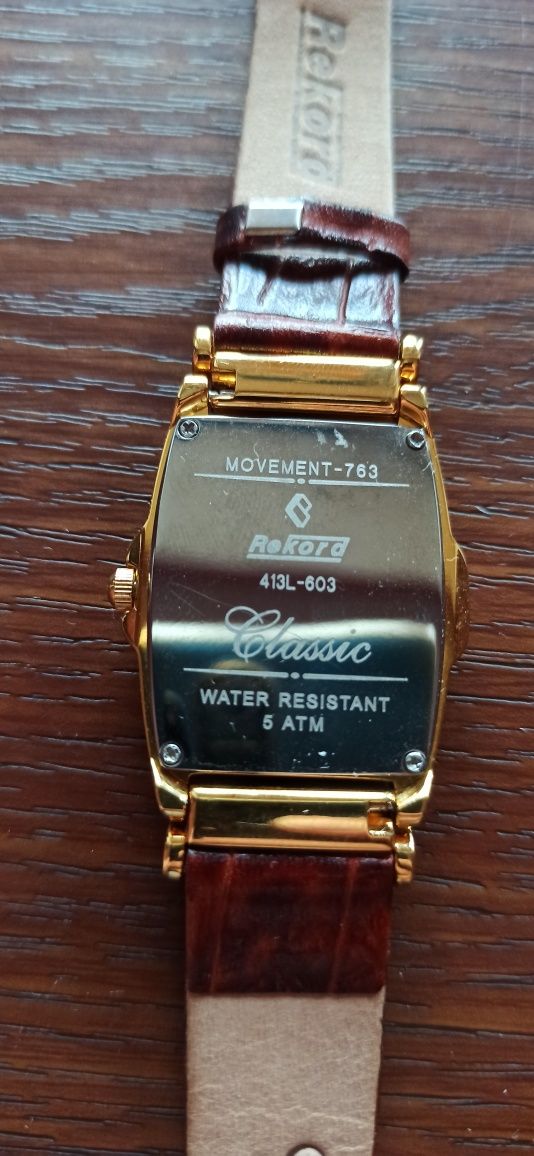 Rekord
MOVEMENT-763
Rekord
413L-603
Classic
WATER RESISTANT
5 ATM